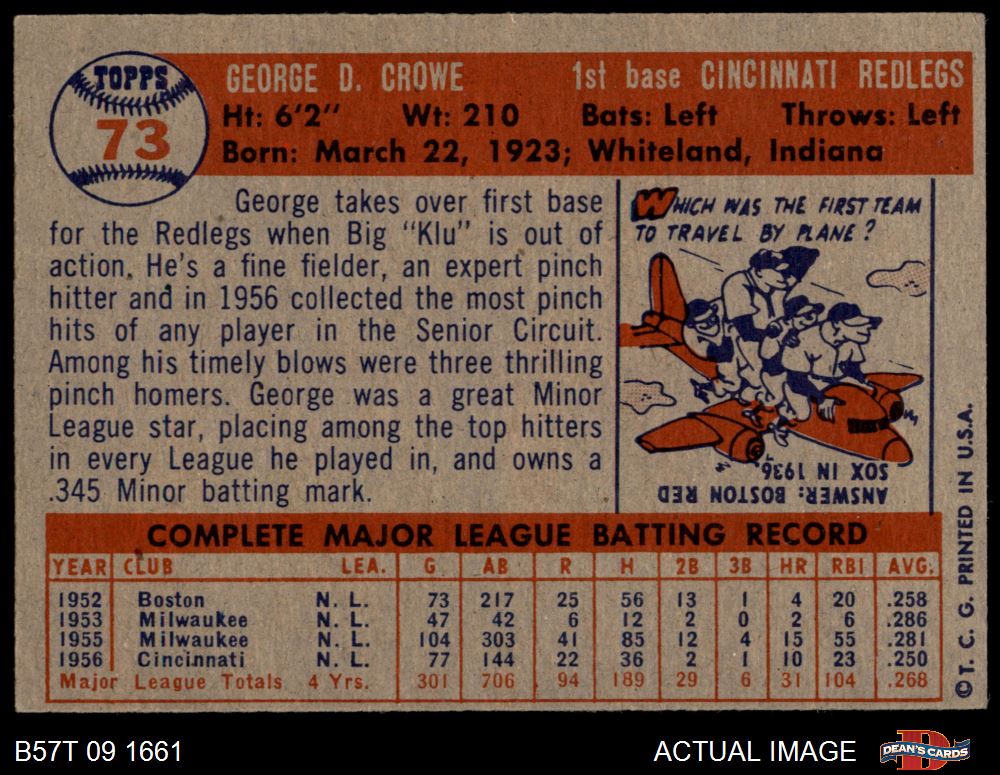 TOPPS
73
GEORGE D. CROWE 1st base CINCINNATI REDLEGS
Ht: 6'2" Wt: 210 Bats: Left Throws: Left
Born: March 22, 1923; Whiteland, Indiana
George takes over first base
for the Redlegs when Big "Klu" is out of
action. He's a fine fielder, an expert pinch
hitter and in 1956 collected the most pinch
hits of any player in the Senior Circuit.
Among his timely blows were three thrilling
pinch homers. George was a great Minor
League star, placing among the top hitters
in every League he played in, and owns a
.345 Minor batting mark.
WHICH WAS THE FIRST TEAM
TO TRAVEL BY PLANE?
ANSWER: BOSTON RED
SOX IN 1936
COMPLETE MAJOR LEAGUE BATTING RECORD
YEAR CLUB LEA. G AB R H 2B 3B HR RBI AVG.
1952 Boston N. L. 73 217 25 56 13 1 4 20 .258
1953 Milwaukee N. L. 47 42 6 12 2 0 2 6 .286
1955 Milwaukee N. L. 104 303 41 85 12 4 15 55 .281
1956 Cincinnati N. L. 77 144 22 36 2 1 10 23 .250
Major League Totals 4 Yrs. 301 706 94 189 29 6 31 104 .268
© T. C. G. PRINTED IN U.S.A.
B57T 09 1661 ACTUAL IMAGE
D
DEAN'S CARDS